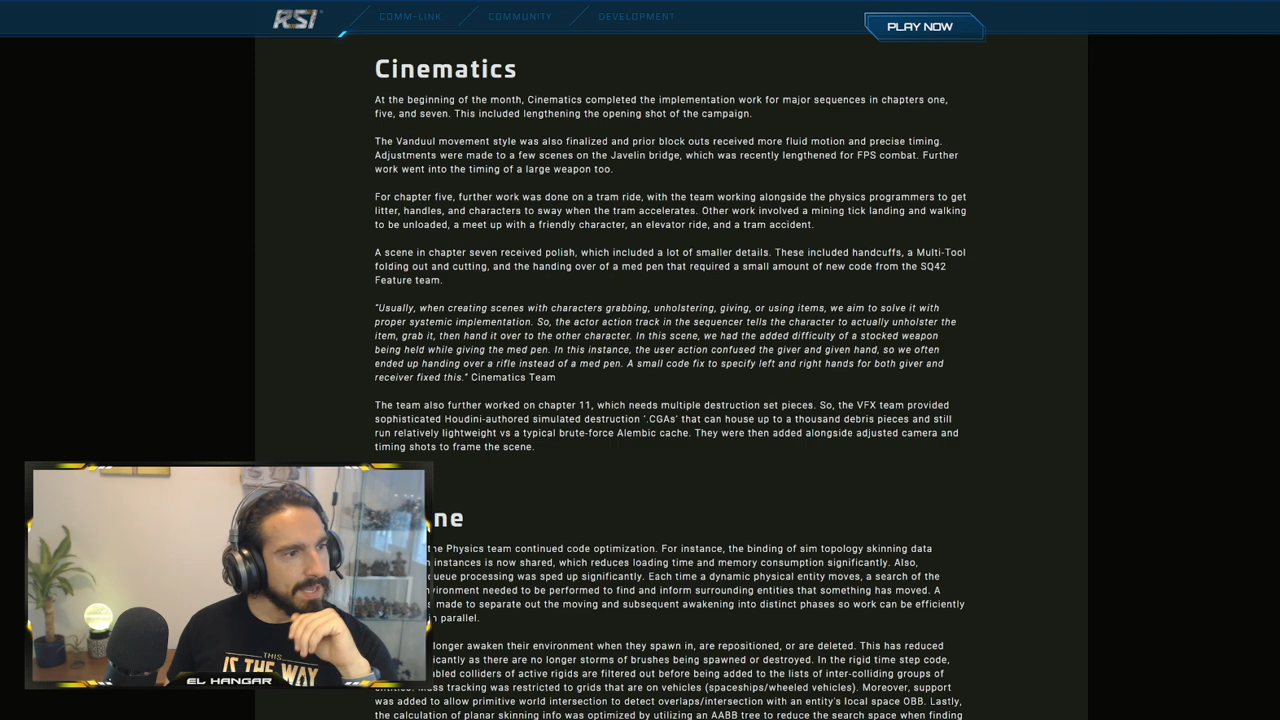 RSI
COMM-LINK
COMMUNITY
DEVELOPMENT
PLAY NOW
Cinematics
At the beginning of the month, Cinematics completed the implementation work for major sequences in chapters one,
five, and seven. This included lengthening the opening shot of the campaign.
The Vanduul movement style was also finalized and prior block outs received more fluid motion and precise timing.
Adjustments were made to a few scenes on the Javelin bridge, which was recently lengthened for FPS combat. Further
work went into the timing of a large weapon too.
For chapter five, further work was done on a tram ride, with the team working alongside the physics programmers to get
litter, handles, and characters to sway when the tram accelerates. Other work involved a mining tick landing and walking
to be unloaded, a meet up with a friendly character, an elevator ride, and a tram accident.
A scene in chapter seven received polish, which included a lot of smaller details. These included handcuffs, a Multi-Tool
folding out and cutting, and the handing over of a med pen that required a small amount of new code from the SQ42
Feature team.
“Usually, when creating scenes with characters grabbing, unholstering, giving, or using items, we aim to solve it with
proper systemic implementation. So, the actor action track in the sequencer tells the character to actually unholster the
item, grab it, then hand it over to the other character. In this scene, we had the added difficulty of a stocked weapon
being held while giving the med pen. In this instance, the user action confused the giver and given hand, so we often
ended up handing over a rifle instead of a med pen. A small code fix to specify left and right hands for both giver and
receiver fixed this.” Cinematics Team
The team also further worked on chapter 11, which needs multiple destruction set pieces. So, the VFX team provided
sophisticated Houdini-authored simulated destruction ‘.CGAs’ that can house up to a thousand debris pieces and still
run relatively lightweight vs a typical brute-force Alembic cache. They were then added alongside adjusted camera and
timing shots to frame the scene.
ne
the Physics team continued code optimization. For instance, the binding of sim topology skinning data
instances is now shared, which reduces loading time and memory consumption significantly. Also,
queue processing was sped up significantly. Each time a dynamic physical entity moves, a search of the
vironment needed to be performed to find and inform surrounding entities that something has moved. A
made to separate out the moving and subsequent awakening into distinct phases so work can be efficiently
parallel.
longer awaken their environment when they spawn in, are repositioned, or are deleted. This has reduced
icantly as there are no longer storms of brushes being spawned or destroyed. In the rigid time step code,
bled colliders of active rigids are filtered out before being added to the lists of inter-colliding groups of
entities. Mass tracking was restricted to grids that are on vehicles (spaceships/wheeled vehicles). Moreover, support
was added to allow primitive world intersection to detect overlaps/intersection with an entity's local space OBB. Lastly,
the calculation of planar skinning info was optimized by utilizing an AABB tree to reduce the search space when finding
THIS
IS THE WAY
EL HANGAR